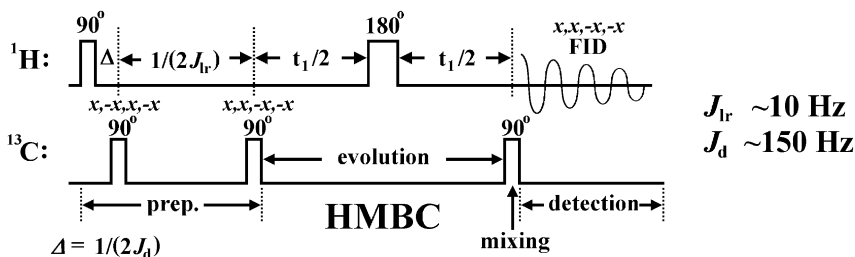 90° 180° x,x,-x,-x
¹H: Δ 1/(2J_lr) t₁/2 t₁/2 FID
x,-x,x,-x x,x,-x,-x
90° 90° 90°
¹³C: evolution
prep. HMBC detection
Δ = 1/(2J_d) mixing
J_lr ~10 Hz
J_d ~150 Hz